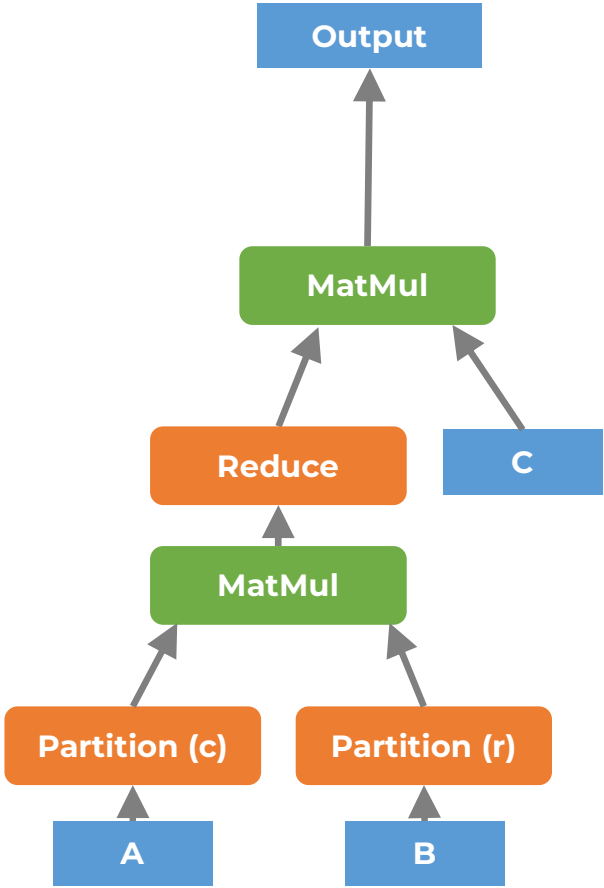 Output
MatMul
Reduce
C
MatMul
Partition (c)
Partition (r)
A
B